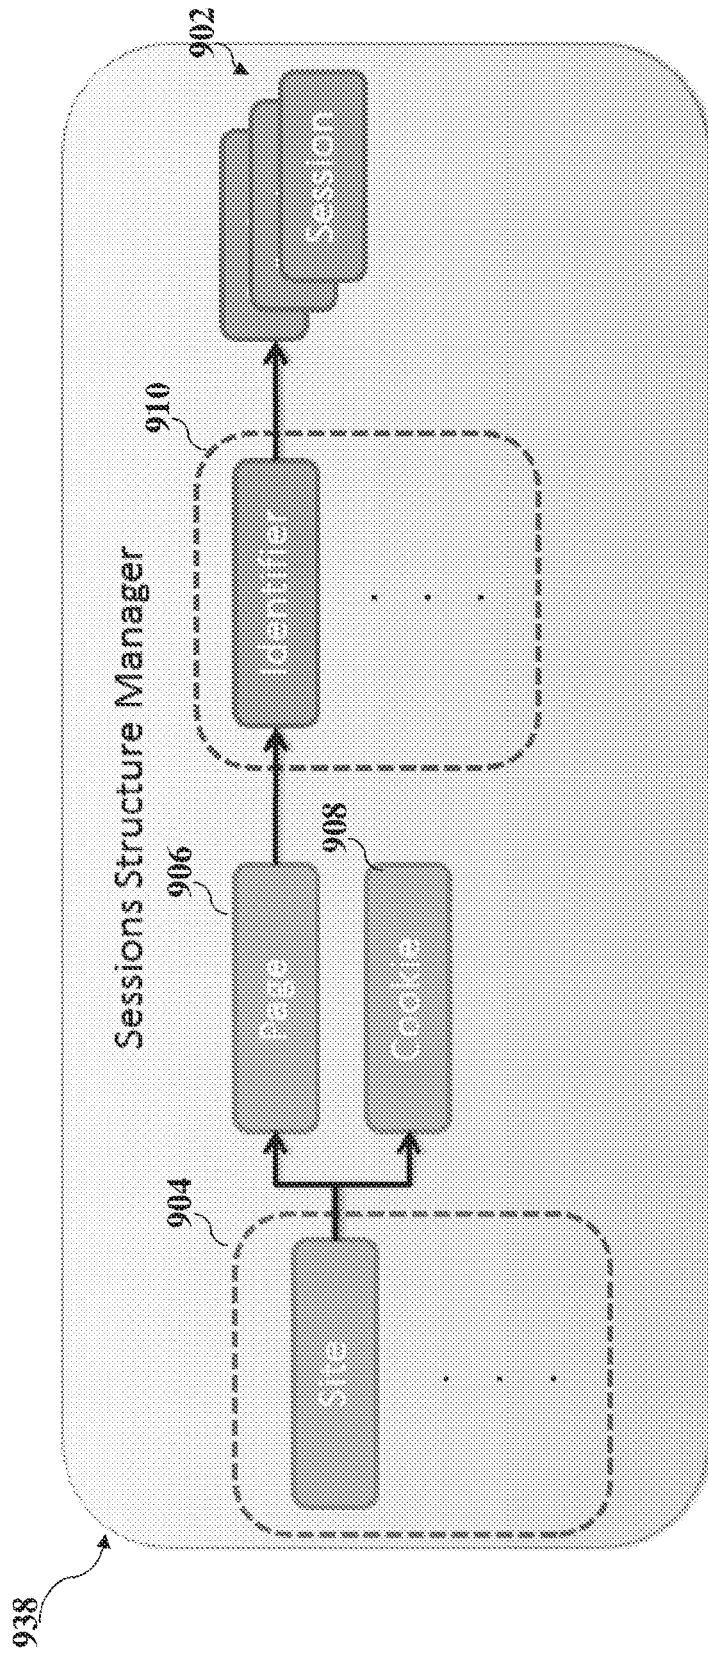 938
Sessions Structure Manager
904
Site
906
Page
908
Cookie
910
Identifier
902
Session